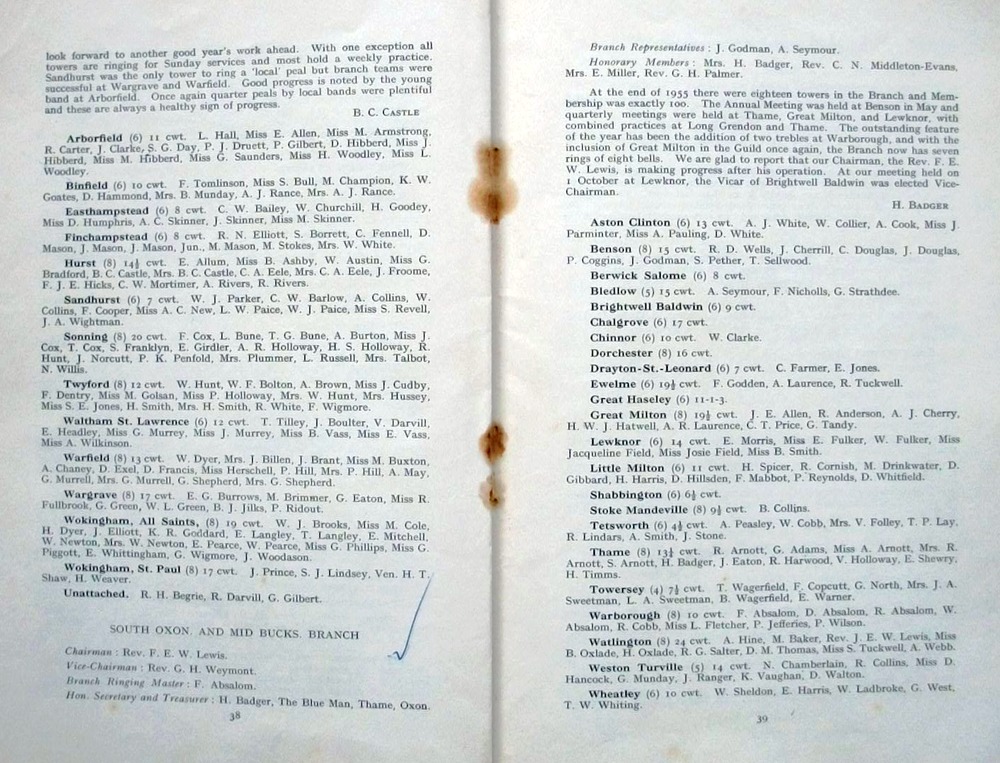 look forward to another good year's work ahead. With one exception all
towers are ringing for Sunday services and most hold a weekly practice.
Sandhurst was the only tower to ring a 'local' peal but branch teams were
successful at Wargrave and Warfield. Good progress is noted by the young
band at Arborfield. Once again quarter peals by local bands were plentiful
and these are always a healthy sign of progress.
B. C. CASTLE
Arborfield (6) 11 cwt. L. Hall, Miss E. Allen, Miss M. Armstrong,
R. Carter, J. Clarke, S. G. Day, P. J. Druett, P. Gilbert, D. Hibberd, Miss J.
Hibberd, Miss M. Hibberd, Miss G. Saunders, Miss H. Woodley, Miss L.
Woodley.
Binfield (6) 10 cwt. F. Tomlinson, Miss S. Bull, M. Champion, K. W.
Goates, D. Hammond, Mrs. B. Munday, A. J. Rance, Mrs. A. J. Rance.
Easthampstead (6) 8 cwt. C. W. Bailey, W. Churchill, H. Goodey,
Miss D. Humphris, A. C. Skinner, J. Skinner, Miss M. Skinner.
Finchampstead (6) 8 cwt. R. N. Elliott, S. Borrett, C. Fennell, D.
Mason, J. Mason, J. Mason, Jun., M. Mason, M. Stokes, Mrs. W. White.
Hurst (8) 14½ cwt. E. Allum, Miss B. Ashby, W. Austin, Miss G.
Bradford, B. C. Castle, Mrs. B. C. Castle, C. A. Eele, Mrs. C. A. Eele, J. Froome,
F. J. E. Hicks, C. W. Mortimer, A. Rivers, R. Rivers.
Sandhurst (6) 7 cwt. W. J. Parker, C. W. Barlow, A. Collins, W.
Collins, F. Cooper, Miss A. C. New, L. W. Paice, W. J. Paice, Miss S. Revell,
J. A. Wightman.
Sonning (8) 20 cwt. F. Cox, L. Bune, T. G. Bune, A. Burton, Miss J.
Cox, T. Cox, S. Franklyn, E. Girdler, A. R. Holloway, H. S. Holloway, R.
Hunt, J. Norcutt, P. K. Penfold, Mrs. Plummer, L. Russell, Mrs. Talbot,
N. Willis.
Twyford (8) 12 cwt. W. Hunt, W. F. Bolton, A. Brown, Miss J. Cudby,
F. Dentry, Miss M. Golsan, Miss P. Holloway, Mrs. W. Hunt, Mrs. Hussey,
Miss S. E. Jones, H. Smith, Mrs. H. Smith, R. White, F. Wigmore.
Waltham St. Lawrence (6) 12 cwt. T. Tilley, J. Boulter, V. Darvill,
E. Headley, Miss G. Murrey, Miss J. Murrey, Miss B. Vass, Miss E. Vass,
Miss A. Wilkinson.
Warfield (8) 13 cwt. W. Dyer, Mrs. J. Billen, J. Brant, Miss M. Buxton,
A. Chaney, D. Exel, D. Francis, Miss Herschell, P. Hill, Mrs. P. Hill, A. May,
G. Murrell, Mrs. G. Murrell, G. Shepherd, Mrs. G. Shepherd.
Wargrave (8) 17 cwt. E. G. Burrows, M. Brimmer, G. Eaton, Miss R.
Fullbrook, G. Green, W. L. Green, B. J. Jilks, P. Ridout.
Wokingham, All Saints, (8) 19 cwt. W. J. Brooks, Miss M. Cole,
H. Dyer, J. Elliott, K. R. Goddard, E. Langley, T. Langley, E. Mitchell,
W. Newton, Mrs. W. Newton, E. Pearce, W. Pearce, Miss G. Phillips, Miss G.
Piggott, E. Whittingham, G. Wigmore, J. Woodason.
Wokingham, St. Paul (8) 17 cwt. J. Prince, S. J. Lindsey, Ven. H. T.
Shaw, H. Weaver.
Unattached. R. H. Begrie, R. Darvill, G. Gilbert.
SOUTH OXON. AND MID BUCKS. BRANCH
Chairman : Rev. F. E. W. Lewis.
Vice-Chairman : Rev. G. H. Weymont.
Branch Ringing Master : F. Absalom.
Hon. Secretary and Treasurer : H. Badger, The Blue Man, Thame, Oxon.
38
Branch Representatives : J. Godman, A. Seymour.
Honorary Members : Mrs. H. Badger, Rev. C. N. Middleton-Evans,
Mrs. E. Miller, Rev. G. H. Palmer.
At the end of 1955 there were eighteen towers in the Branch and Mem-
bership was exactly 100. The Annual Meeting was held at Benson in May and
quarterly meetings were held at Thame, Great Milton, and Lewknor, with
combined practices at Long Grendon and Thame. The outstanding feature
of the year has been the addition of two trebles at Warborough, and with the
inclusion of Great Milton in the Guild once again, the Branch now has seven
rings of eight bells. We are glad to report that our Chairman, the Rev. F. E.
W. Lewis, is making progress after his operation. At our meeting held on
1 October at Lewknor, the Vicar of Brightwell Baldwin was elected Vice-
Chairman.
H. BADGER
Aston Clinton (6) 13 cwt. A. J. White, W. Collier, A. Cook, Miss J.
Parminter, Miss A. Pauling, D. White.
Benson (8) 15 cwt. R. D. Wells, J. Cherrill, C. Douglas, J. Douglas,
P. Coggins, J. Godman, S. Pether, T. Sellwood.
Berwick Salome (6) 8 cwt.
Bledlow (5) 15 cwt. A. Seymour, F. Nicholls, G. Strathdee.
Brightwell Baldwin (6) 9 cwt.
Chalgrove (6) 17 cwt.
Chinnor (6) 10 cwt. W. Clarke.
Dorchester (8) 16 cwt.
Drayton-St.-Leonard (6) 7 cwt. C. Farmer, E. Jones.
Ewelme (6) 19½ cwt. F. Godden, A. Laurence, R. Tuckwell.
Great Haseley (6) 11-1-3.
Great Milton (8) 19½ cwt. J. E. Allen, R. Anderson, A. J. Cherry,
H. W. J. Hatwell, A. R. Laurence, C. T. Price, G. Tandy.
Lewknor (6) 14 cwt. E. Morris, Miss E. Fulker, W. Fulker, Miss
Jacqueline Field, Miss Josie Field, Miss B. Smith.
Little Milton (6) 11 cwt. H. Spicer, R. Cornish, M. Drinkwater, D.
Gibbard, H. Harris, D. Hillsden, F. Mabbot, P. Reynolds, D. Whitfield.
Shabbington (6) 6½ cwt.
Stoke Mandeville (8) 9½ cwt. B. Collins.
Tetsworth (6) 4½ cwt. A. Peasley, W. Cobb, Mrs. V. Folley, T. P. Lay,
R. Lindars, A. Smith, J. Stone.
Thame (8) 13½ cwt. R. Arnott, G. Adams, Miss A. Arnott, Mrs. R.
Arnott, S. Arnott, H. Badger, J. Eaton, R. Harwood, V. Holloway, E. Shewry,
H. Timms.
Towersey (4) 7½ cwt. T. Wagerfield, F. Copcutt, G. North, Mrs. J. A.
Sweetman, L. A. Sweetman, B. Wagerfield, E. Warner.
Warborough (8) 10 cwt. F. Absalom, D. Absalom, R. Absalom, W.
Absalom, R. Cobb, Miss L. Fletcher, P. Jefferies, P. Wilson.
Watlington (8) 24 cwt. A. Hine, M. Baker, Rev. J. E. W. Lewis, Miss
B. Oxlade, H. Oxlade, R. G. Salter, D. M. Thomas, Miss S. Tuckwell, A. Webb.
Weston Turville (5) 14 cwt. N. Chamberlain, R. Collins, Miss D.
Hancock, G. Munday, J. Ranger, K. Vaughan, D. Walton.
Wheatley (6) 10 cwt. W. Sheldon, E. Harris, W. Ladbroke, G. West,
T. W. Whiting.
39